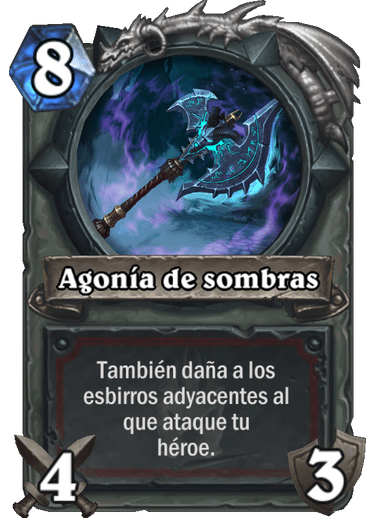 8
Agonía de sombras
También daña a los
esbirros adyacentes al
que ataque tu
héroe.
4
3